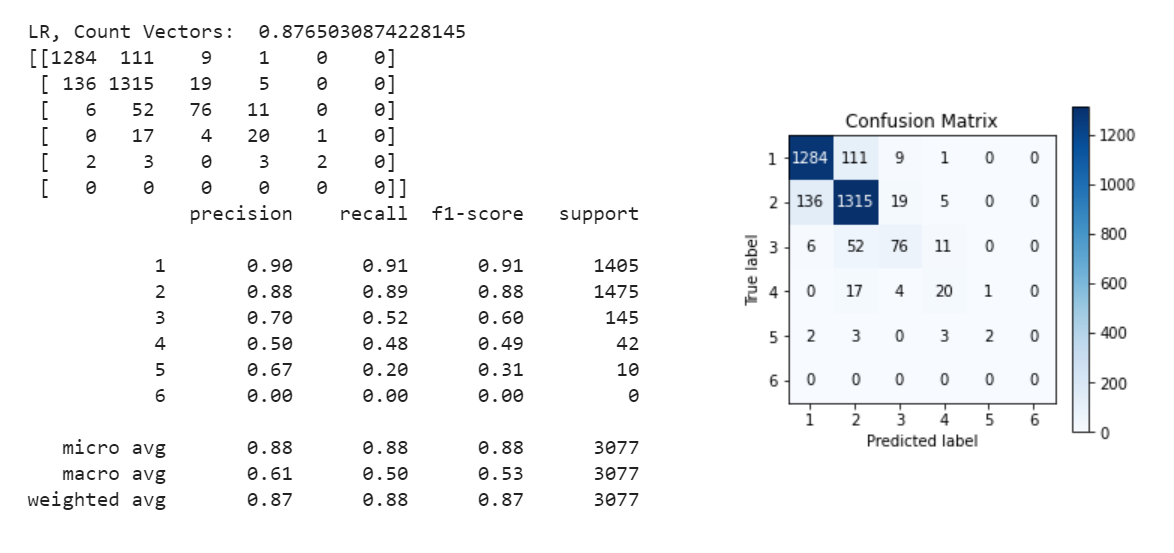 LR, Count Vectors:  0.8765030874228145
[[1284  111    9    1    0    0]
 [ 136 1315   19    5    0    0]
 [   6   52   76   11    0    0]
 [   0   17    4   20    1    0]
 [   2    3    0    3    2    0]
 [   0    0    0    0    0    0]]
              precision    recall  f1-score   support
           1       0.90      0.91      0.91      1405
           2       0.88      0.89      0.88      1475
           3       0.70      0.52      0.60       145
           4       0.50      0.48      0.49        42
           5       0.67      0.20      0.31        10
           6       0.00      0.00      0.00         0
   micro avg       0.88      0.88      0.88      3077
   macro avg       0.61      0.50      0.53      3077
weighted avg       0.87      0.88      0.87      3077
Confusion Matrix
True label
1 1284 111 9 1 0 0
2 136 1315 19 5 0 0
3 6 52 76 11 0 0
4 0 17 4 20 1 0
5 2 3 0 3 2 0
6 0 0 0 0 0 0
1 2 3 4 5 6
Predicted label
1200
1000
800
600
400
200
0